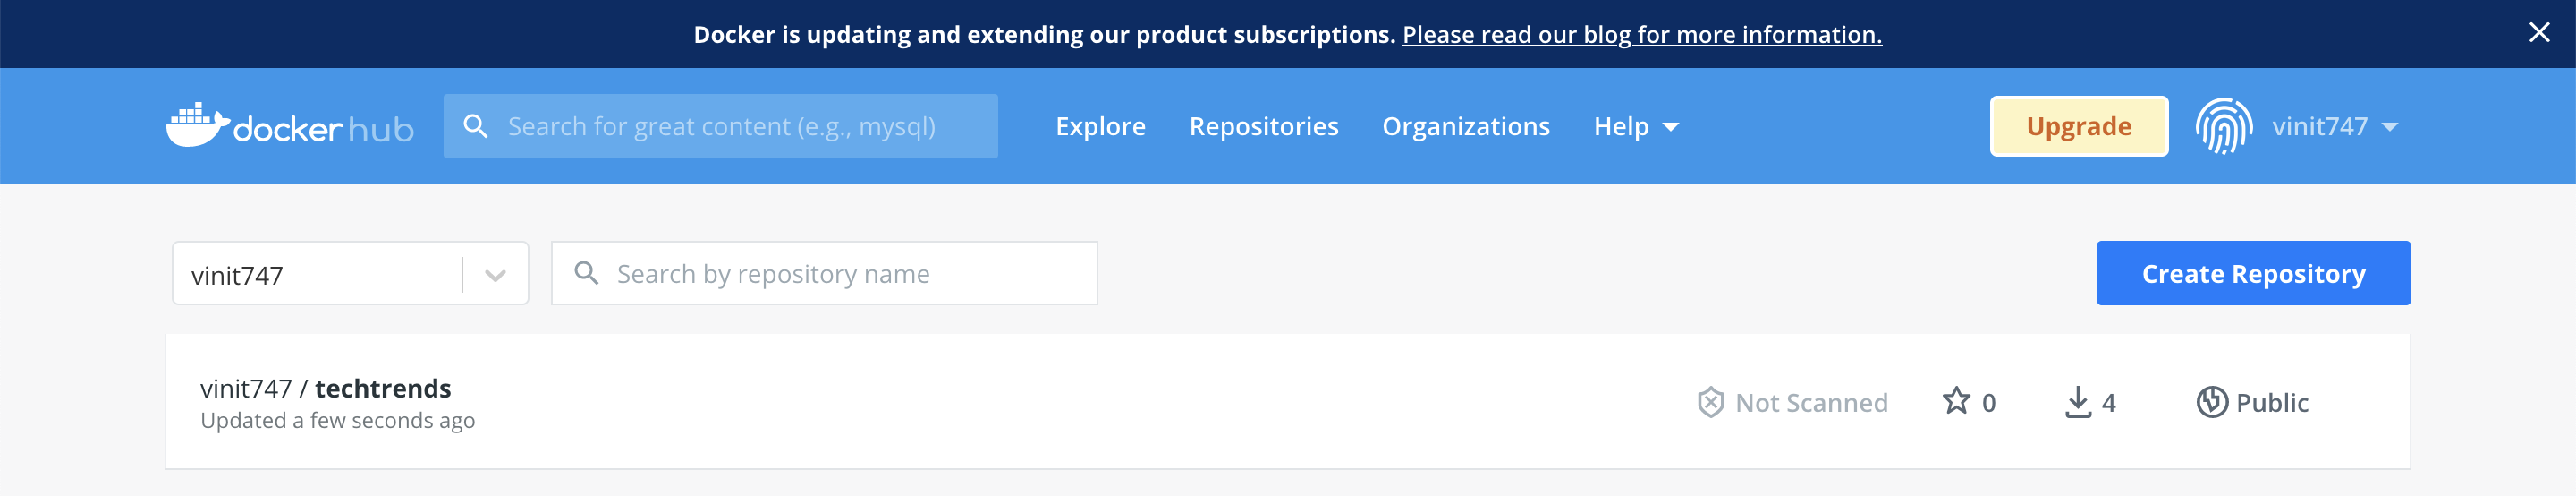 Docker is updating and extending our product subscriptions. Please read our blog for more information.
docker hub Search for great content (e.g., mysql) Explore Repositories Organizations Help Upgrade vinit747
vinit747 Search by repository name Create Repository
vinit747 / techtrends
Updated a few seconds ago
Not Scanned 0 4 Public